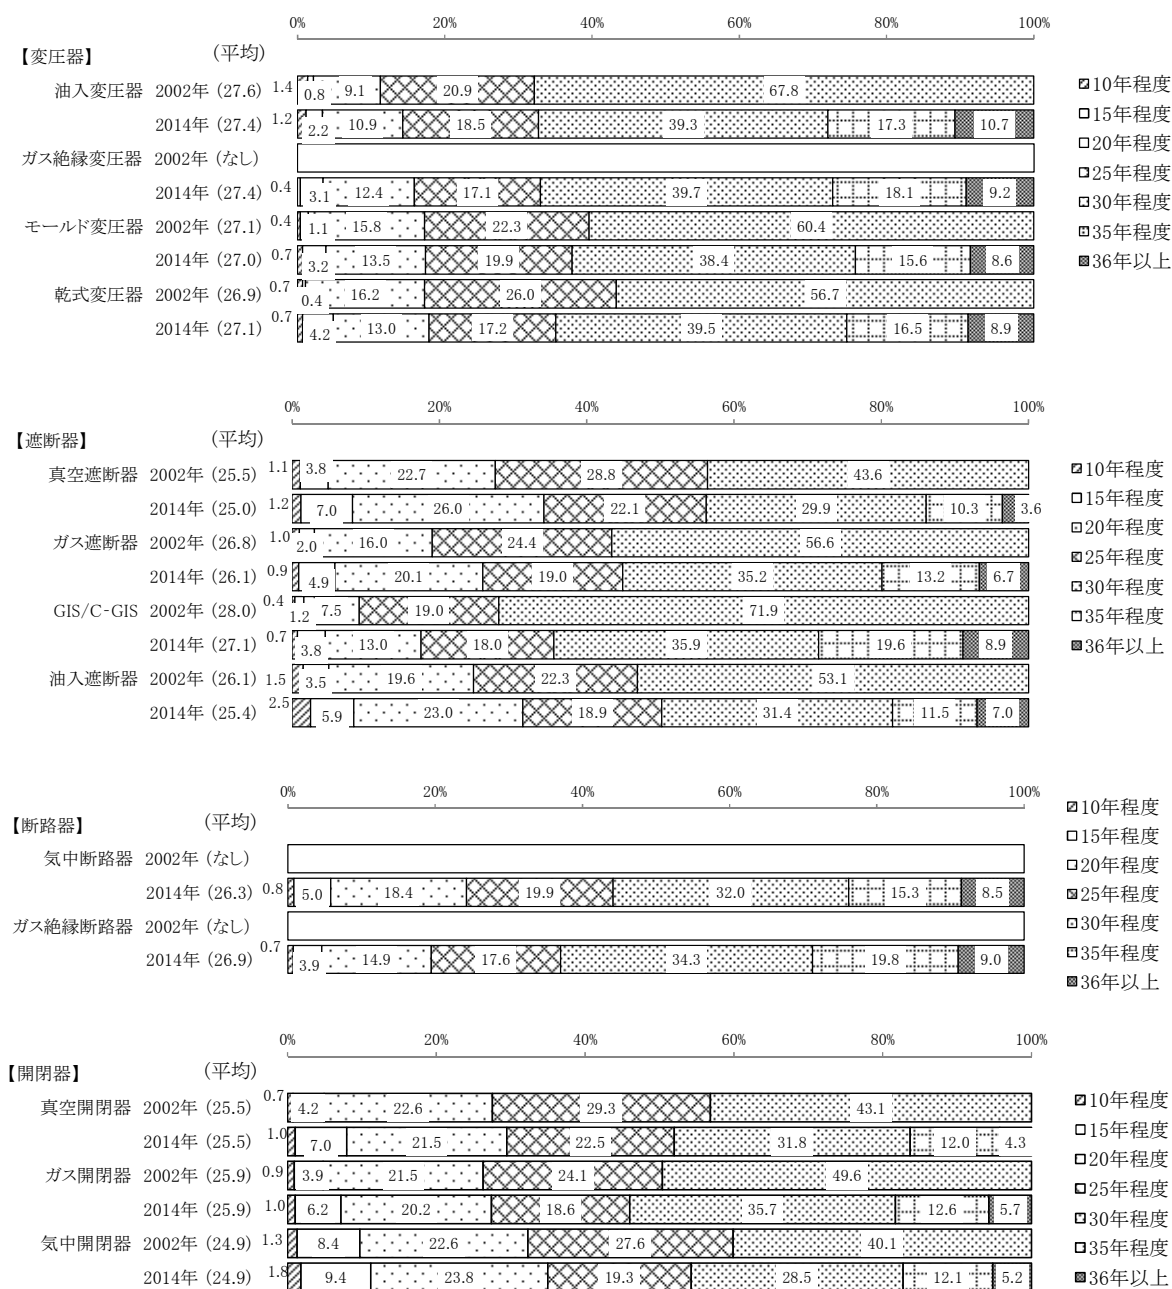 0% 20% 40% 60% 80% 100%
【変圧器】 (平均)
油入変圧器 2002年 (27.6) 1.4 0.8 9.1 20.9 67.8
2014年 (27.4) 1.2 2.2 10.9 18.5 39.3 17.3 10.7
ガス絶縁変圧器 2002年 (なし)
2014年 (27.4) 0.4 3.1 12.4 17.1 39.7 18.1 9.2
モールド変圧器 2002年 (27.1) 0.4 1.1 15.8 22.3 60.4
2014年 (27.0) 0.7 3.2 13.5 19.9 38.4 15.6 8.6
乾式変圧器 2002年 (26.9) 0.7 0.4 16.2 26.0 56.7
2014年 (27.1) 0.7 4.2 13.0 17.2 39.5 16.5 8.9
10年程度
15年程度
20年程度
25年程度
30年程度
35年程度
36年以上
0% 20% 40% 60% 80% 100%
【遮断器】 (平均)
真空遮断器 2002年 (25.5) 1.1 3.8 22.7 28.8 43.6
2014年 (25.0) 1.2 7.0 26.0 22.1 29.9 10.3 3.6
ガス遮断器 2002年 (26.8) 1.0 2.0 16.0 24.4 56.6
2014年 (26.1) 0.9 4.9 20.1 19.0 35.2 13.2 6.7
GIS/C-GIS 2002年 (28.0) 0.4 1.2 7.5 19.0 71.9
2014年 (27.1) 0.7 3.8 13.0 18.0 35.9 19.6 8.9
油入遮断器 2002年 (26.1) 1.5 3.5 19.6 22.3 53.1
2014年 (25.4) 2.5 5.9 23.0 18.9 31.4 11.5 7.0
10年程度
15年程度
20年程度
25年程度
30年程度
35年程度
36年以上
0% 20% 40% 60% 80% 100%
【断路器】 (平均)
気中断路器 2002年 (なし)
2014年 (26.3) 0.8 5.0 18.4 19.9 32.0 15.3 8.5
ガス絶縁断路器 2002年 (なし)
2014年 (26.9) 0.7 3.9 14.9 17.6 34.3 19.8 9.0
10年程度
15年程度
20年程度
25年程度
30年程度
35年程度
36年以上
0% 20% 40% 60% 80% 100%
【開閉器】 (平均)
真空開閉器 2002年 (25.5) 0.7 4.2 22.6 29.3 43.1
2014年 (25.5) 1.0 7.0 21.5 22.5 31.8 12.0 4.3
ガス開閉器 2002年 (25.9) 0.9 3.9 21.5 24.1 49.6
2014年 (25.9) 1.0 6.2 20.2 18.6 35.7 12.6 5.7
気中開閉器 2002年 (24.9) 1.3 8.4 22.6 27.6 40.1
2014年 (24.9) 1.8 9.4 23.8 19.3 28.5 12.1 5.2
10年程度
15年程度
20年程度
25年程度
30年程度
35年程度
36年以上